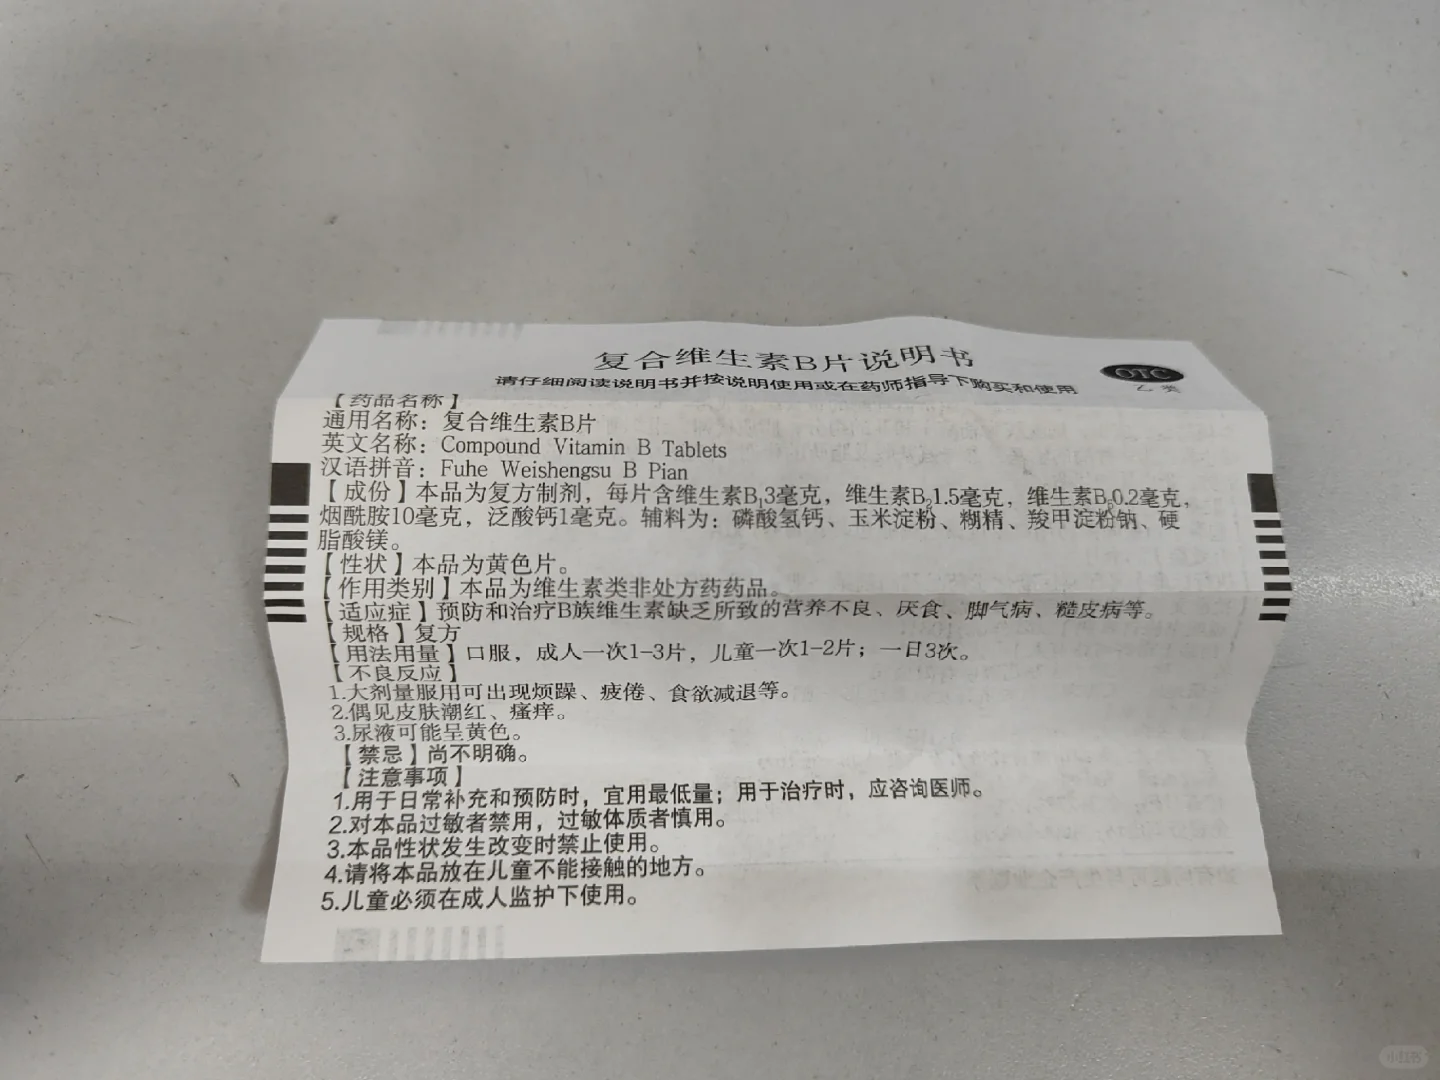 复合维生素B片说明书
请仔细阅读说明书并按说明使用或在药师指导下购买和使用
OTC
乙类
【药品名称】
通用名称：复合维生素B片
英文名称：Compound Vitamin B Tablets
汉语拼音：Fuhe Weishengsu B Pian
【成份】本品为复方制剂，每片含维生素B₁3毫克，维生素B₂1.5毫克，维生素B₆0.2毫克，
烟酰胺10毫克，泛酸钙1毫克。辅料为：磷酸氢钙、玉米淀粉、糊精、羧甲淀粉钠、硬
脂酸镁。
【性状】本品为黄色片。
【作用类别】本品为维生素类非处方药药品。
【适应症】预防和治疗B族维生素缺乏所致的营养不良、厌食、脚气病、糙皮病等。
【规格】复方
【用法用量】口服，成人一次1-3片，儿童一次1-2片；一日3次。
【不良反应】
1.大剂量服用可出现烦躁、疲倦、食欲减退等。
2.偶见皮肤潮红、瘙痒。
3.尿液可能呈黄色。
【禁忌】尚不明确。
【注意事项】
1.用于日常补充和预防时，宜用最低量；用于治疗时，应咨询医师。
2.对本品过敏者禁用，过敏体质者慎用。
3.本品性状发生改变时禁止使用。
4.请将本品放在儿童不能接触的地方。
5.儿童必须在成人监护下使用。
小红书